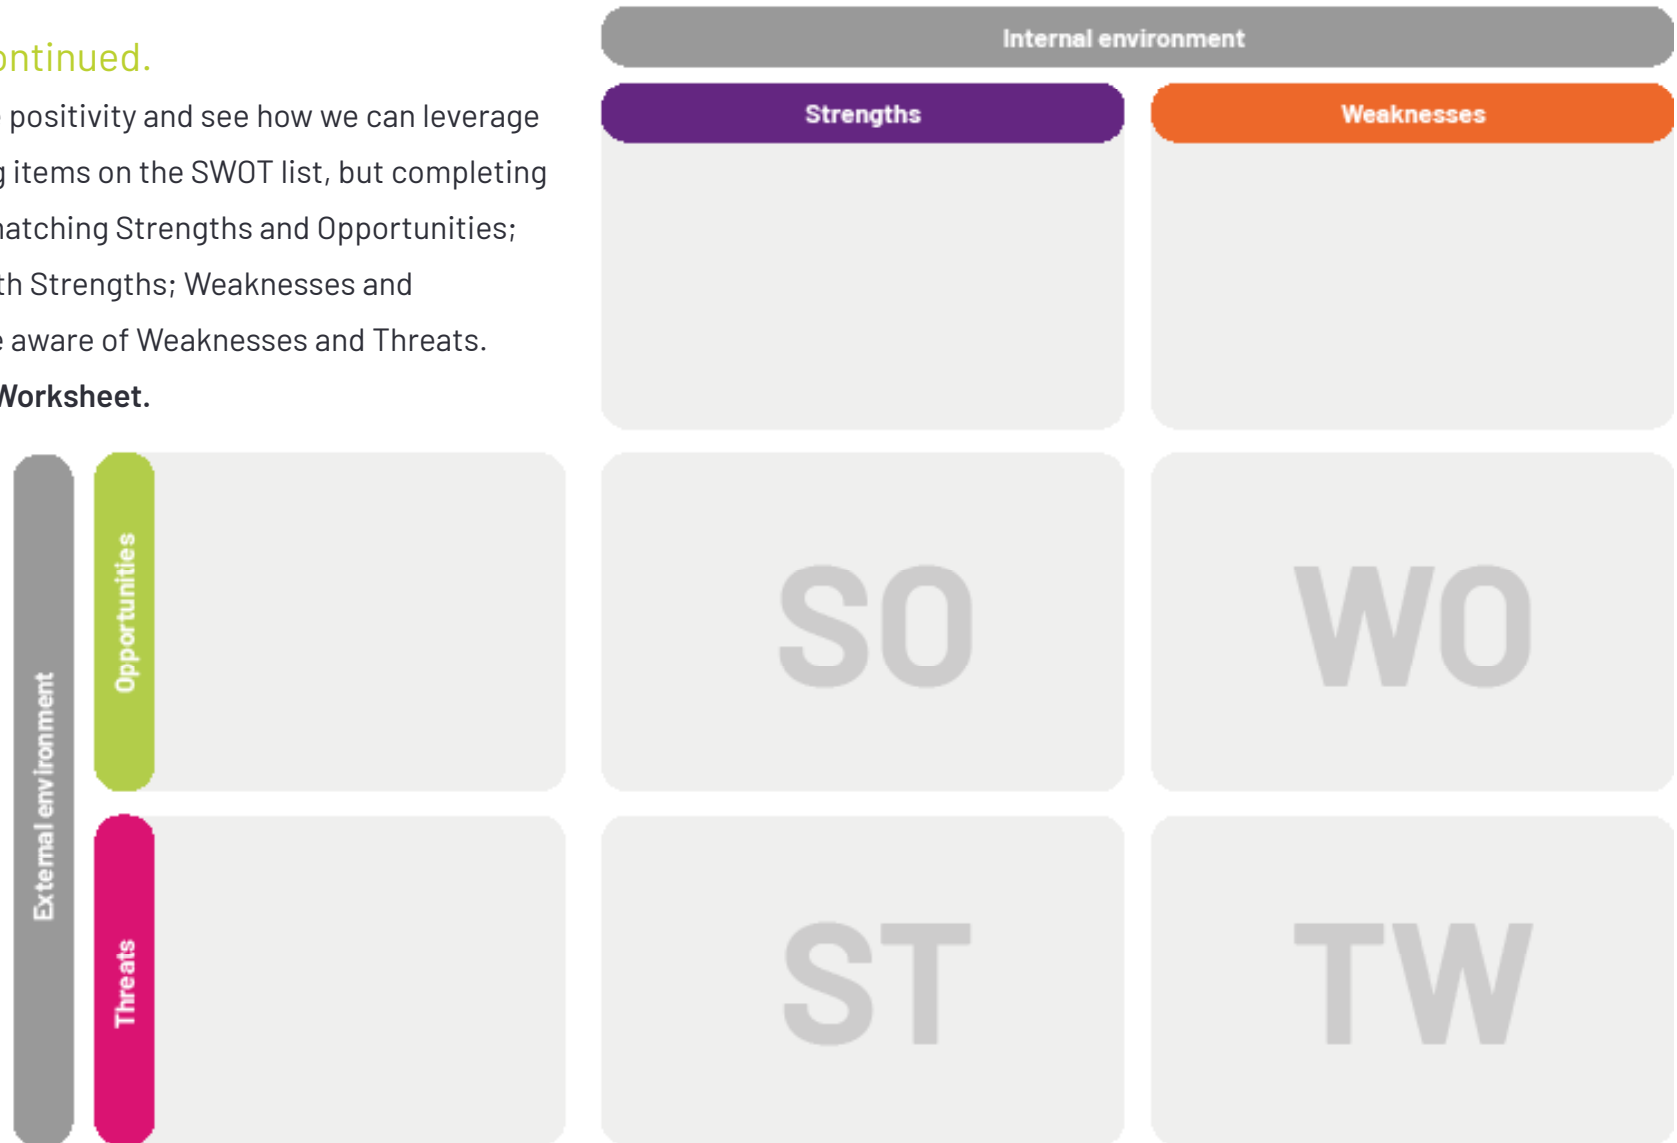 ontinued.
positivity and see how we can leverage
g items on the SWOT list, but completing
natching Strengths and Opportunities;
th Strengths; Weaknesses and
e aware of Weaknesses and Threats.
Worksheet.
Internal environment
Strengths
Weaknesses
External environment
Opportunities
SO
WO
Threats
ST
TW